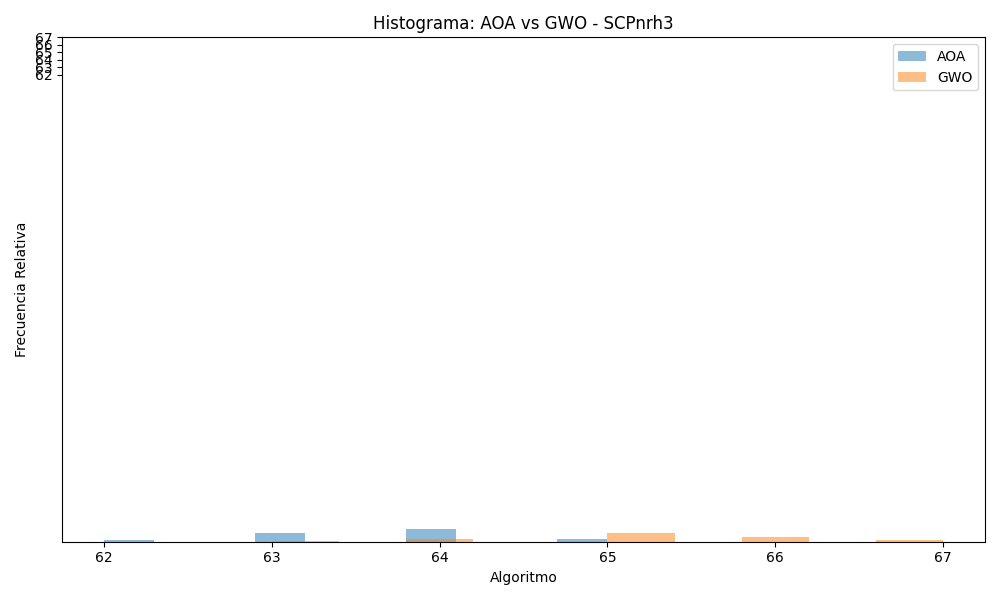 Histograma: AOA vs GWO - SCPnrh3
AOA
GWO
67
66
65
64
63
62
Frecuencia Relativa
62 63 64 65 66 67
Algoritmo